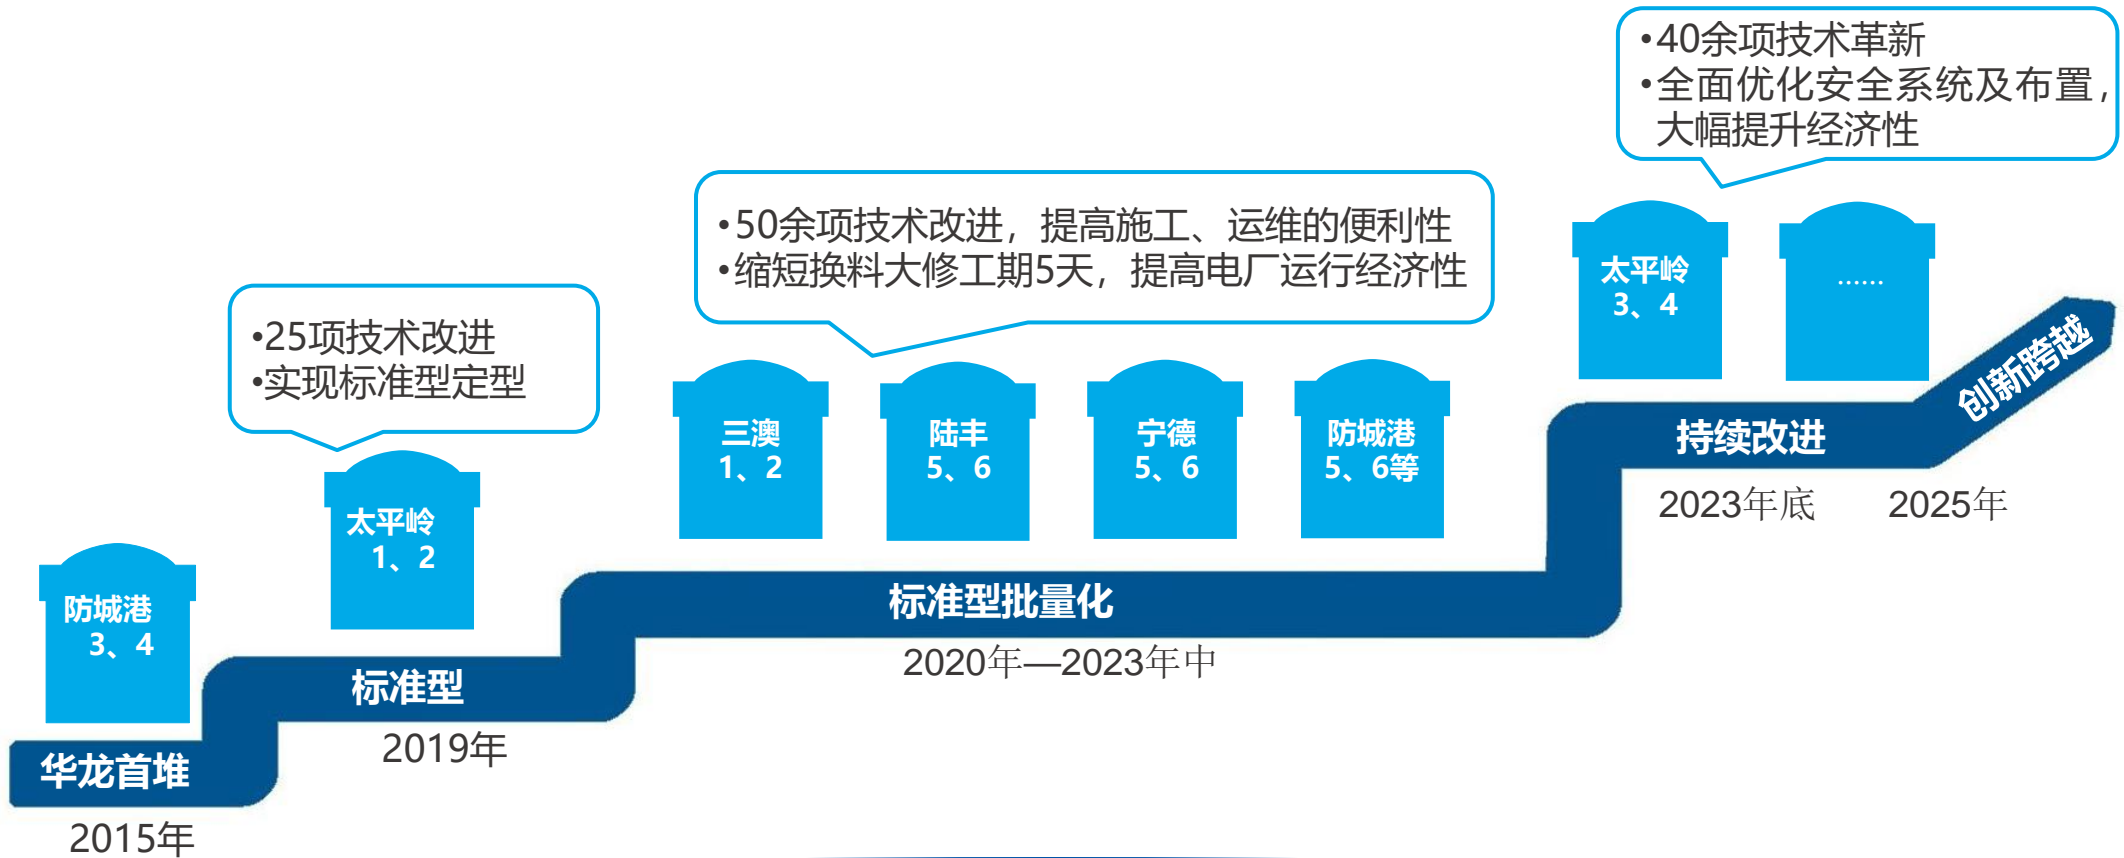 •40余项技术革新
•全面优化安全系统及布置，
大幅提升经济性
•50余项技术改进，提高施工、运维的便利性
•缩短换料大修工期5天，提高电厂运行经济性
•25项技术改进
•实现标准型定型
防城港
3、4
太平岭
1、2
三澳
1、2
陆丰
5、6
宁德
5、6
防城港
5、6等
太平岭
3、4
……
华龙首堆
2015年
标准型
2019年
标准型批量化
2020年—2023年中
持续改进
2023年底
2025年
创新跨越